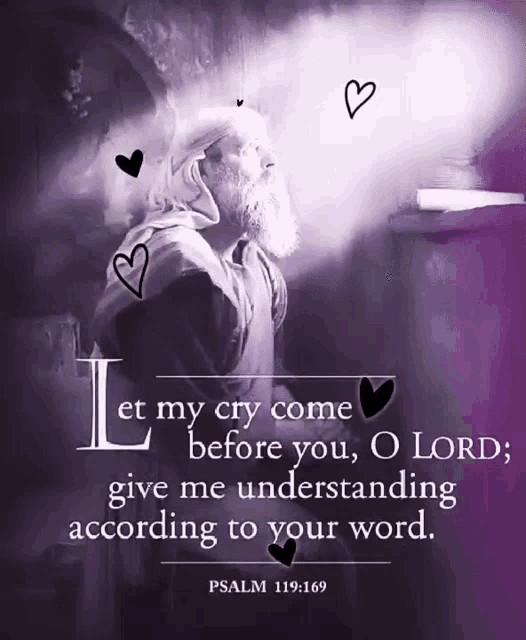 Let my cry come
before you, O LORD;
give me understanding
according to your word.
PSALM 119:169